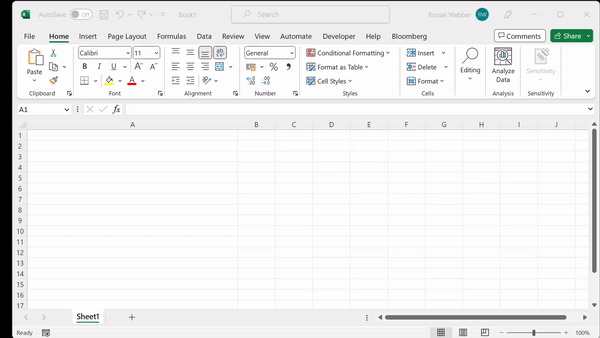 AutoSave Off Book1 Search Russel Webber RW
File Home Insert Page Layout Formulas Data Review View Automate Developer Help Bloomberg Comments Share
Calibri 11 ab General Conditional Formatting Insert
Paste B I U A A % 9 Format as Table Delete Editing Analyze Data Sensitivity
A Cell Styles Format
Clipboard Font Alignment Number Styles Cells Analysis Sensitivity
A1 fx
A B C D E F G H I J
1
2
3
4
5
6
7
8
9
10
11
12
13
14
15
16
17
Sheet1 +
Ready 100%